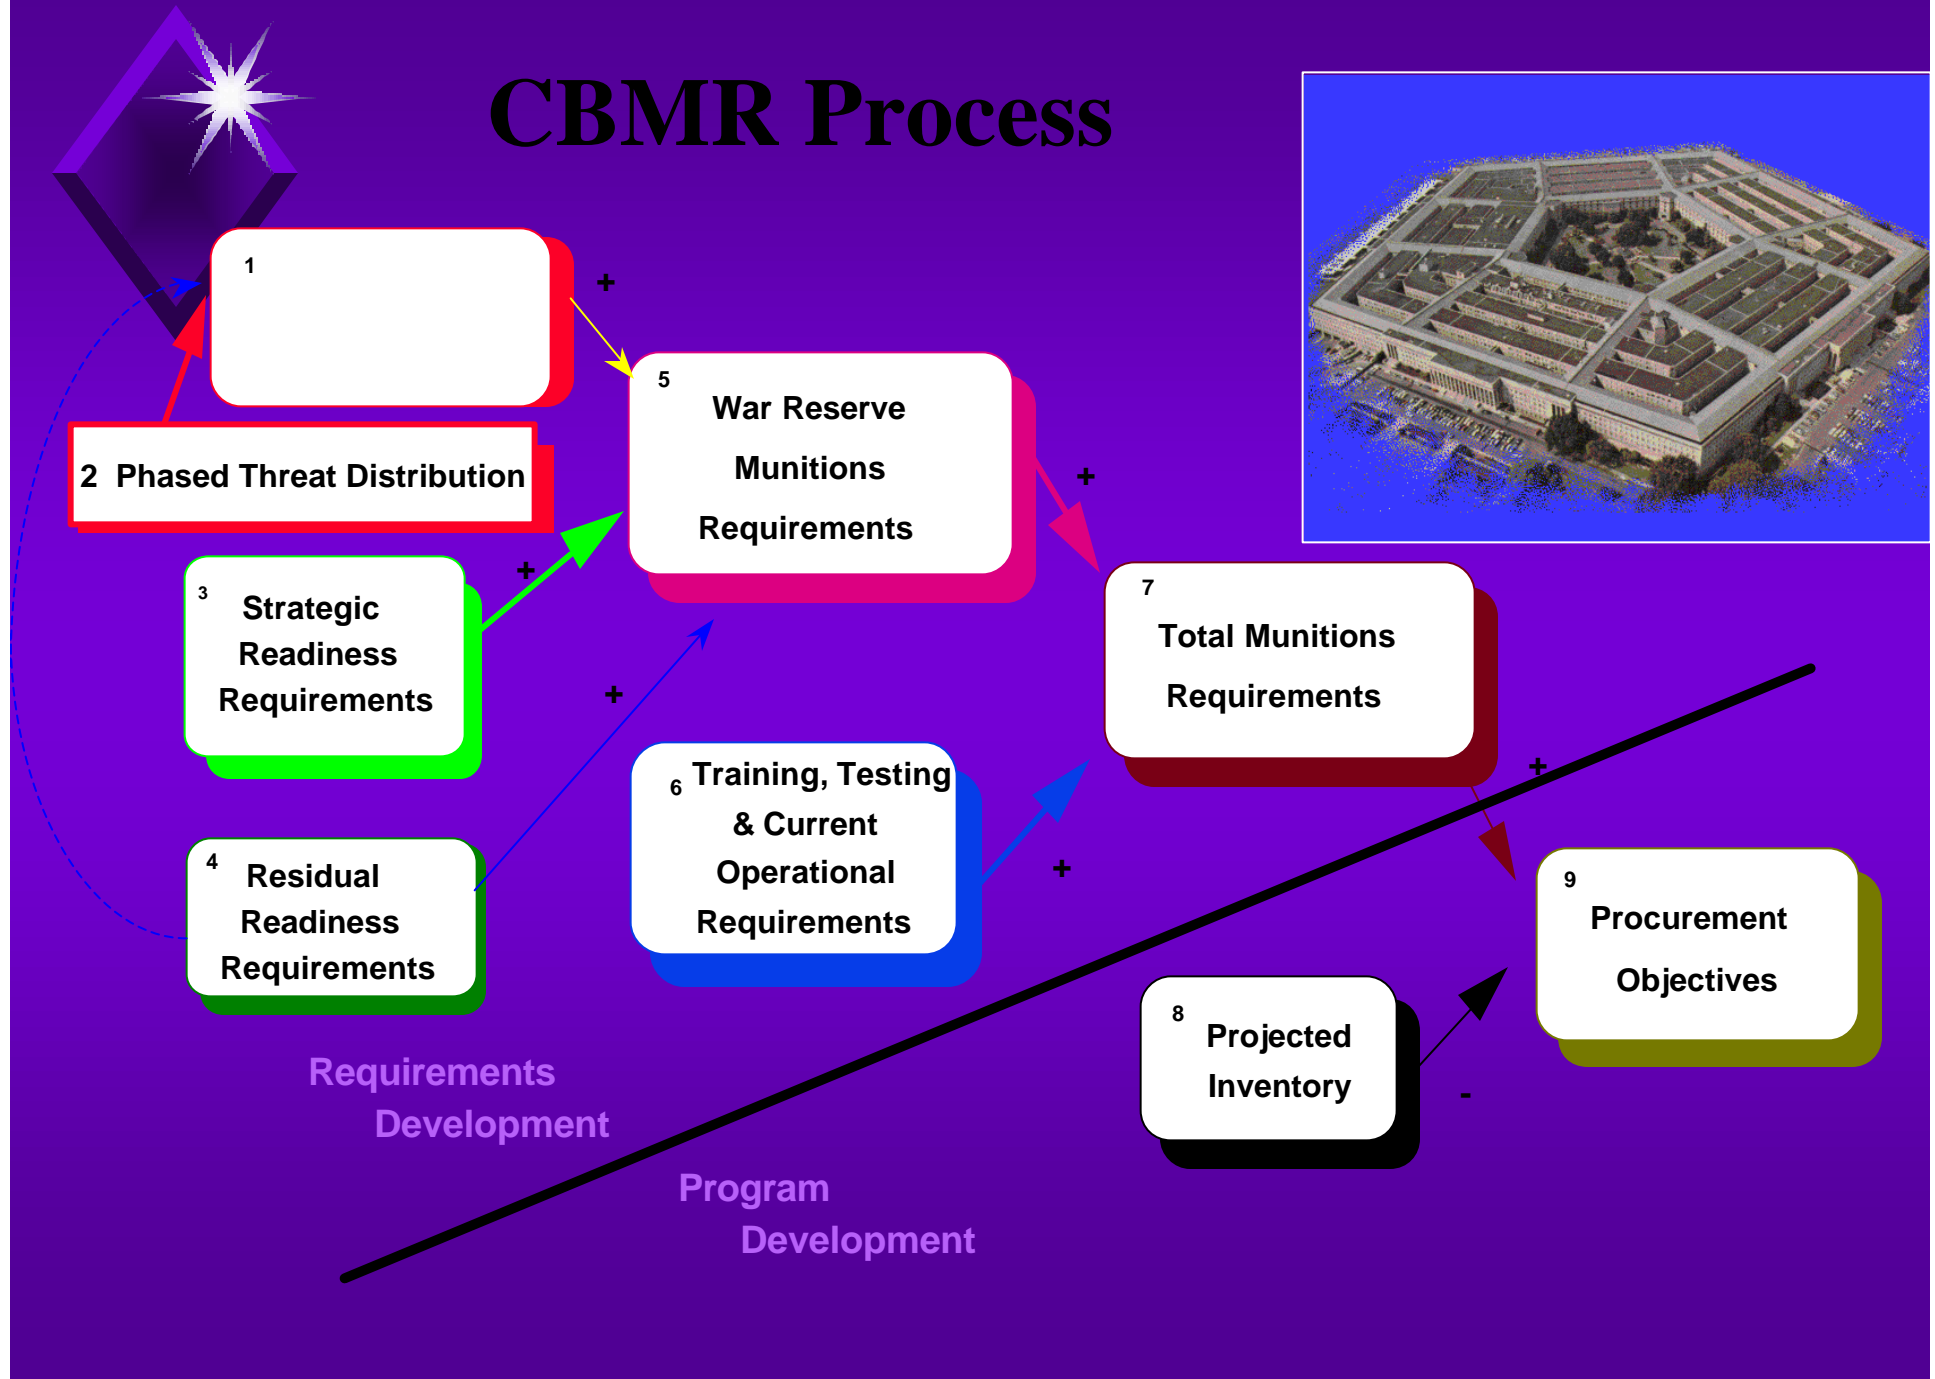 CBMR Process
1
+
2 Phased Threat Distribution
5
War Reserve
Munitions
Requirements
+
3
Strategic
Readiness
Requirements
+
7
Total Munitions
Requirements
+
4
Residual
Readiness
Requirements
+
6 Training, Testing
& Current
Operational
Requirements
+
9
Procurement
Objectives
8
Projected
Inventory
-
Requirements
Development
Program
Development